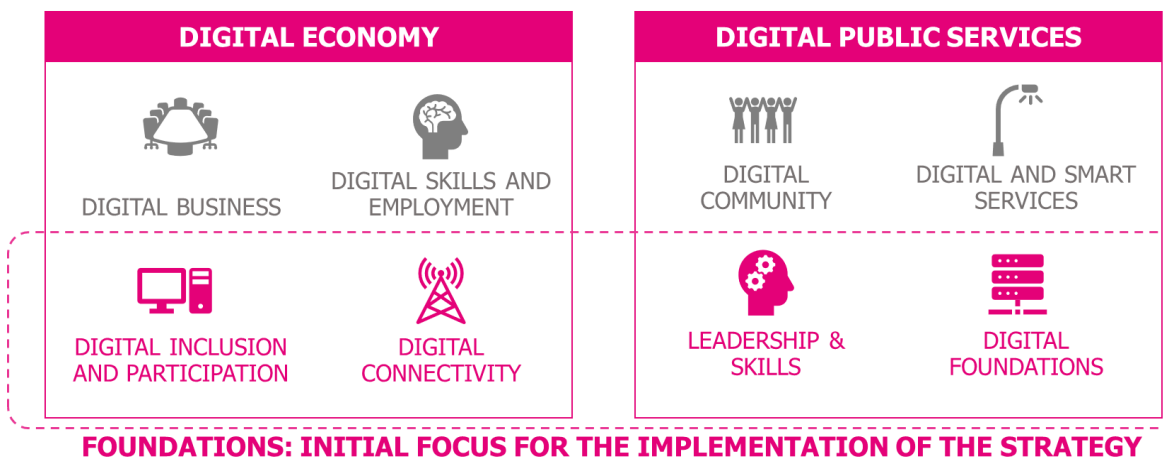 DIGITAL ECONOMY
DIGITAL BUSINESS
DIGITAL SKILLS AND
EMPLOYMENT
DIGITAL INCLUSION
AND PARTICIPATION
DIGITAL
CONNECTIVITY
DIGITAL PUBLIC SERVICES
DIGITAL
COMMUNITY
DIGITAL AND SMART
SERVICES
LEADERSHIP &
SKILLS
DIGITAL
FOUNDATIONS
FOUNDATIONS: INITIAL FOCUS FOR THE IMPLEMENTATION OF THE STRATEGY